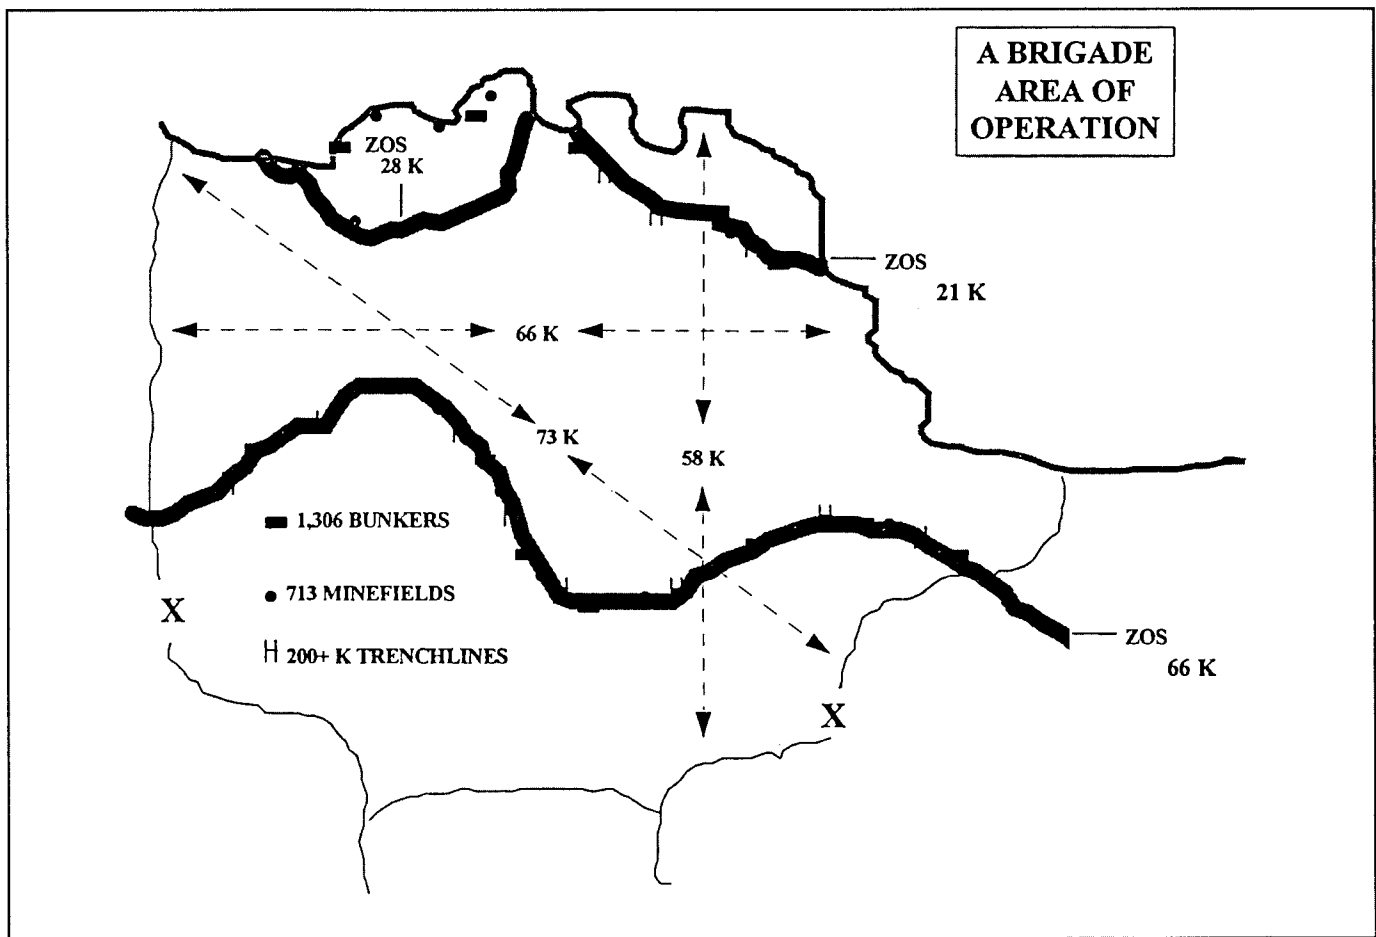 A BRIGADE
AREA OF
OPERATION
ZOS
28 K
ZOS
21 K
66 K
73 K
58 K
1,306 BUNKERS
713 MINEFIELDS
200+ K TRENCHLINES
X
ZOS
66 K
X